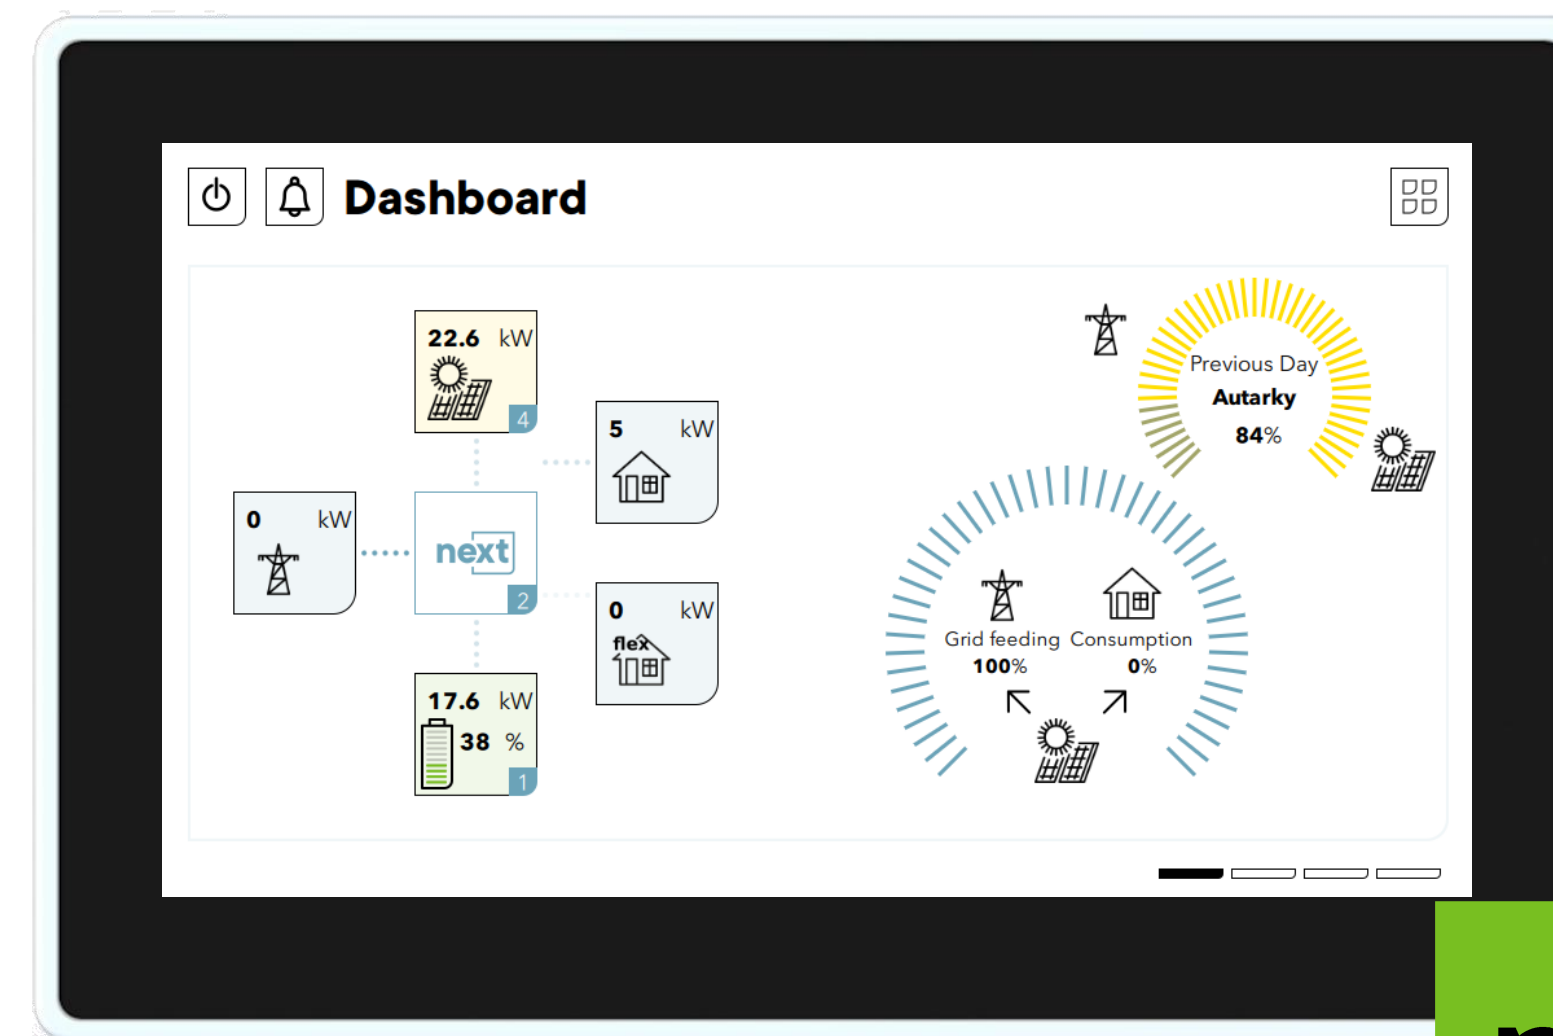 Dashboard
22.6 kW
4
5 kW
0 kW
next
2
0 kW
flex
17.6 kW
38 %
1
Previous Day
Autarky
84%
Grid feeding
100%
Consumption
0%